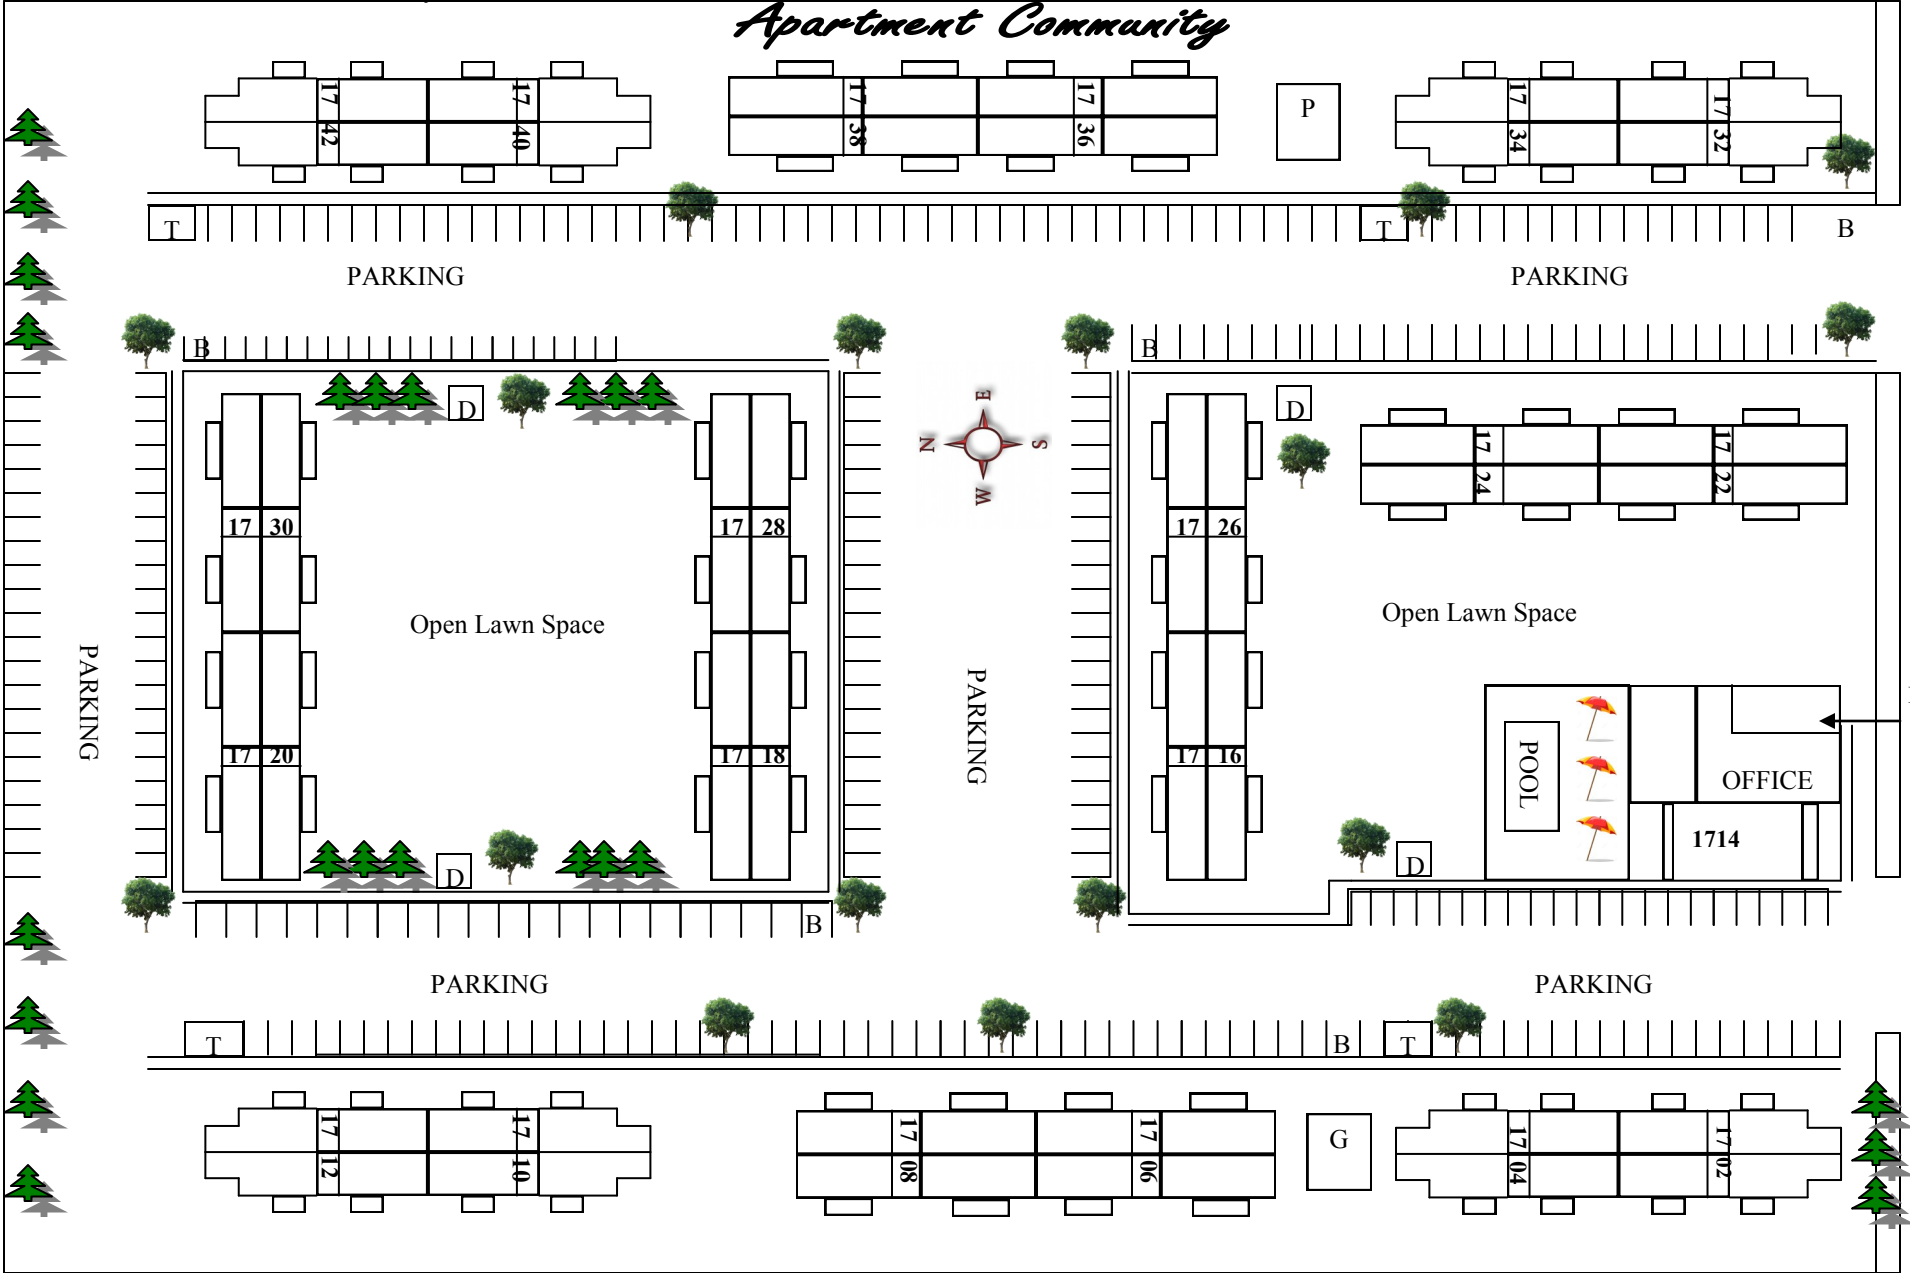 Apartment Community
17 42
17 40
17 38
17 36
P
17 34
17 32
T
T
B
PARKING
PARKING
B
B
D
D
E
N
S
W
17 24
17 22
17 30
17 28
17 26
Open Lawn Space
Open Lawn Space
PARKING
PARKING
17 20
17 18
17 16
POOL
OFFICE
1714
D
D
B
PARKING
PARKING
T
B
T
17 12
17 10
17 08
17 06
G
17 04
17 02